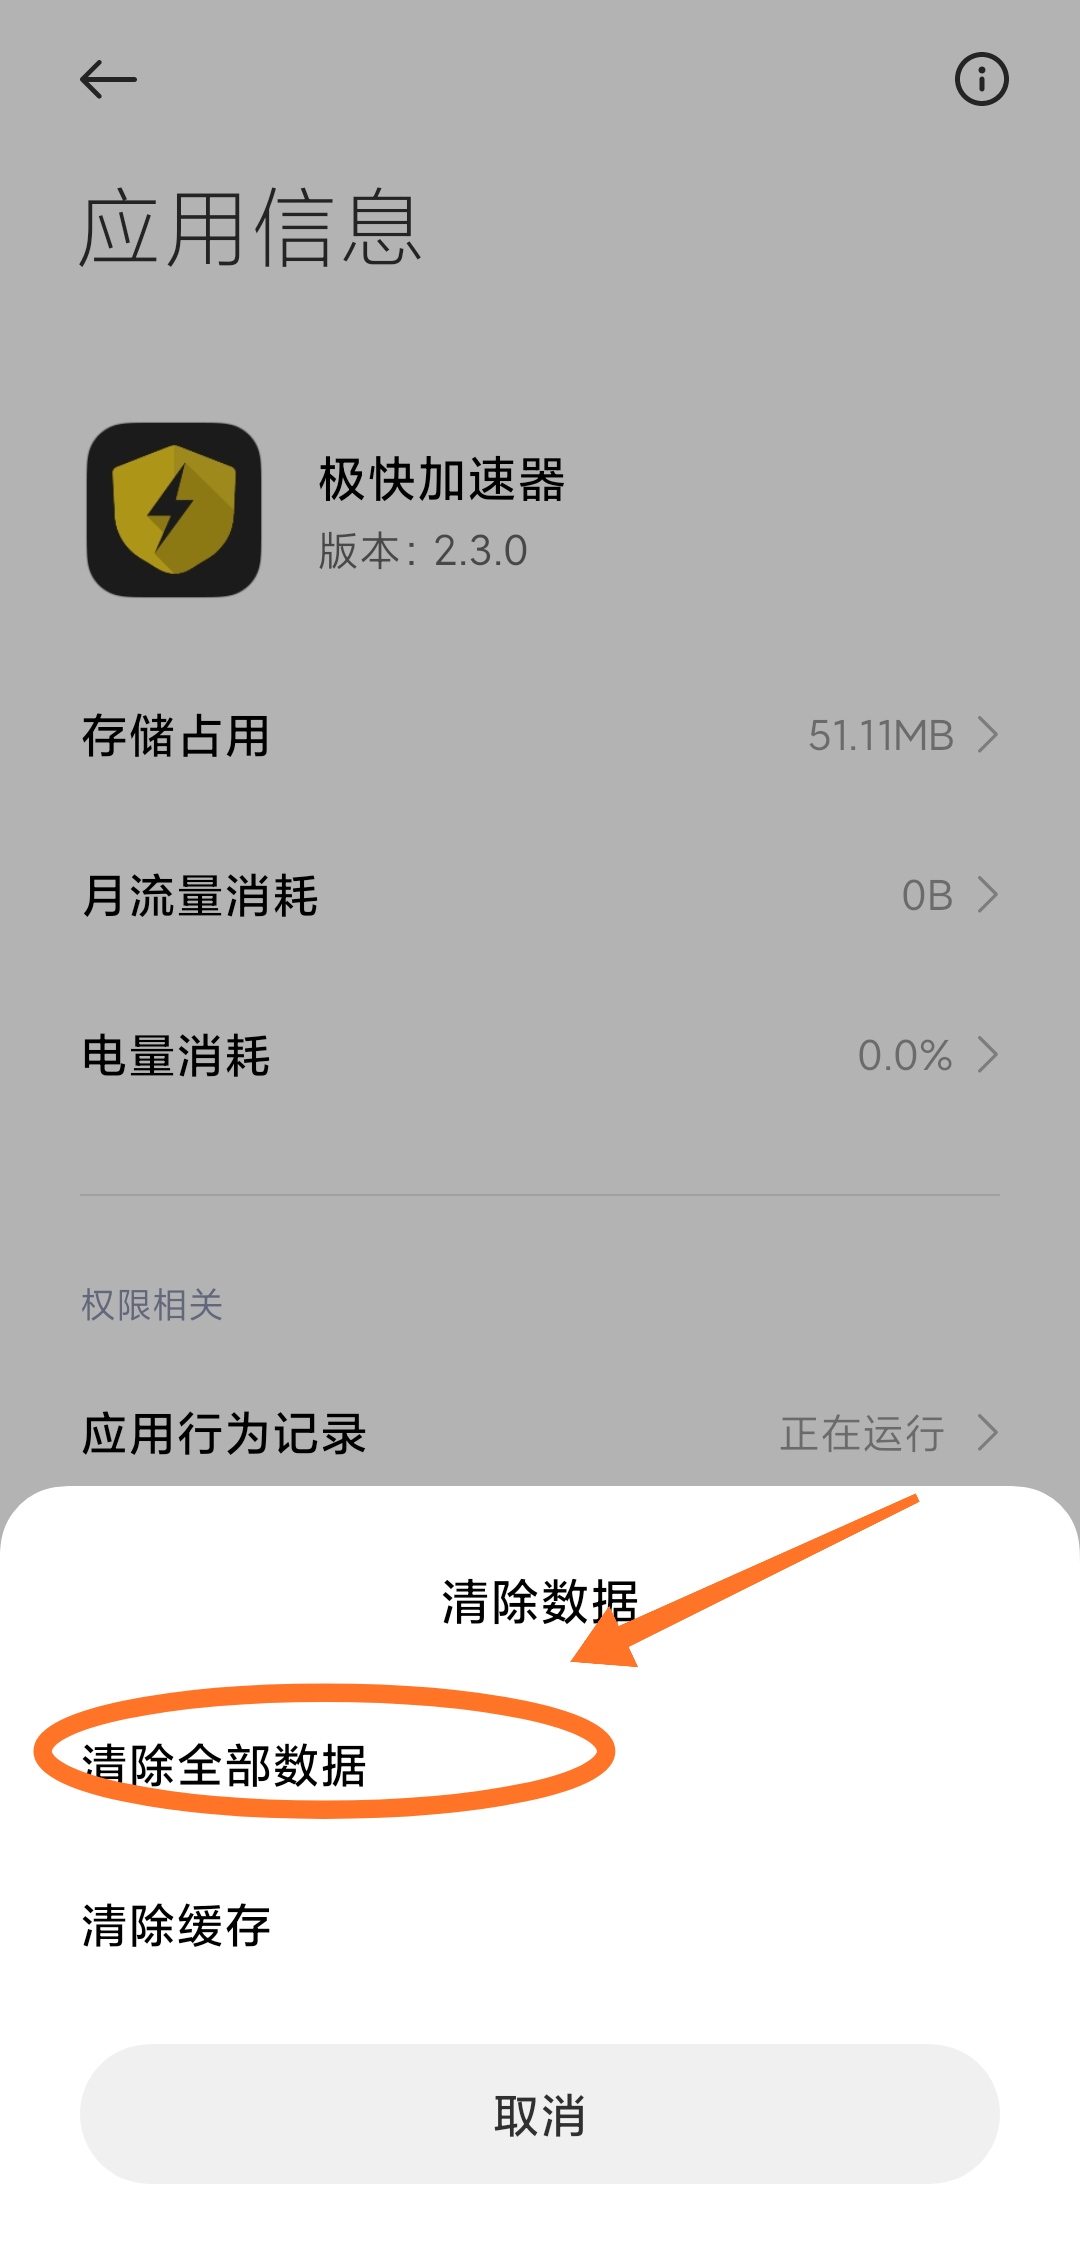 应用信息
极快加速器
版本：2.3.0
存储占用 51.11MB
月流量消耗 0B
电量消耗 0.0%
权限相关
应用行为记录 正在运行
清除数据
清除全部数据
清除缓存
取消